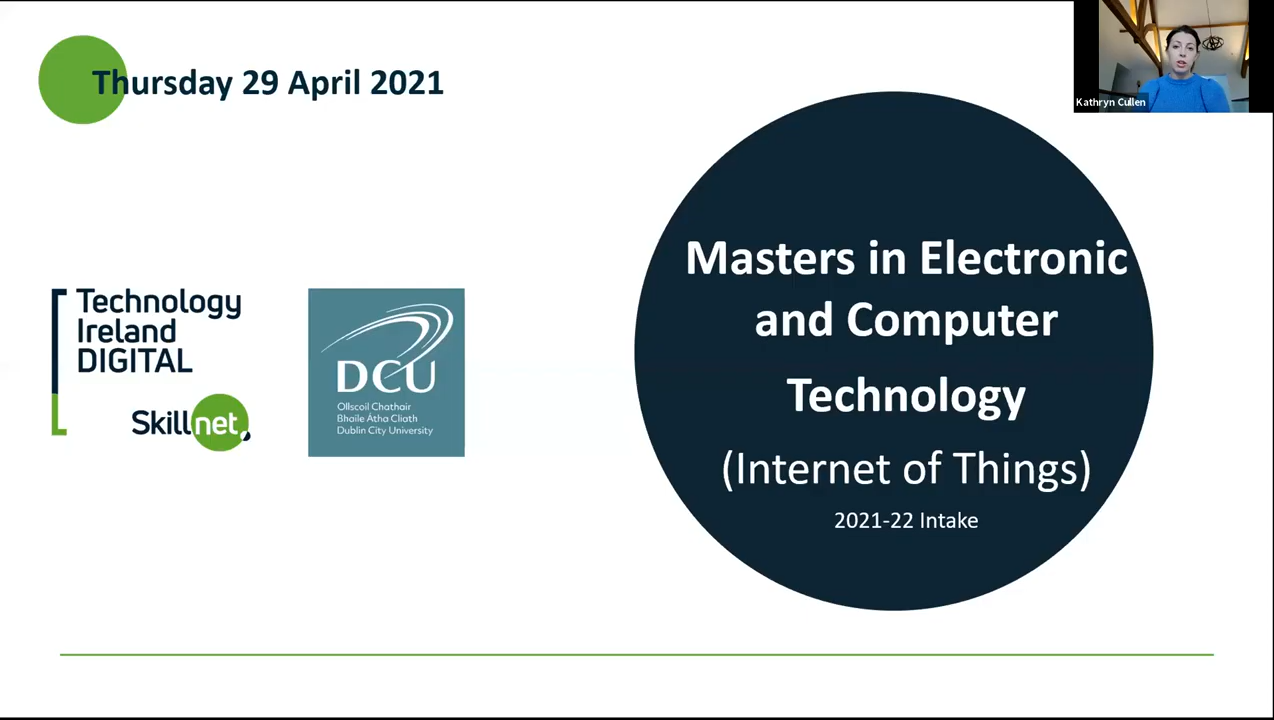 Thursday 29 April 2021
Kathryn Cullen
Masters in Electronic
and Computer
Technology
(Internet of Things)
2021-22 Intake
Technology
Ireland
DIGITAL
Skillnet
DCU
Ollscoil Chathair
Bhaile Átha Cliath
Dublin City University